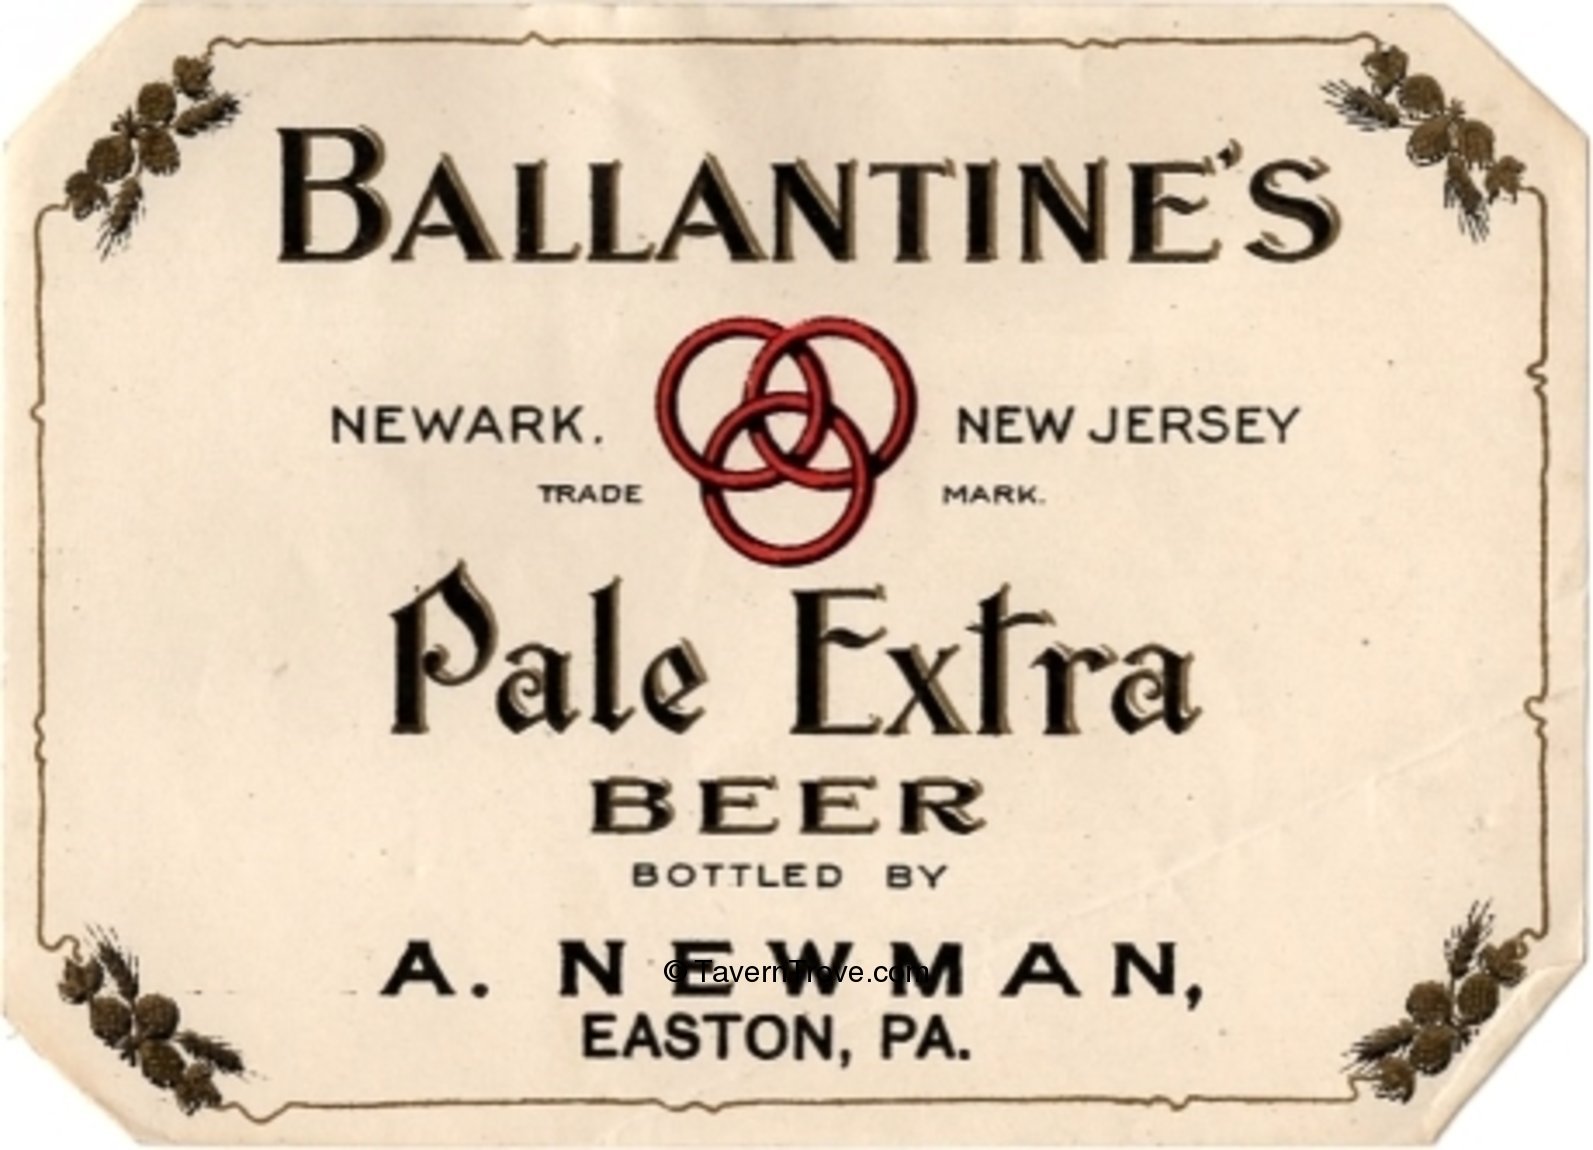 BALLANTINE'S
NEWARK. NEW JERSEY
TRADE MARK.
Pale Extra
BEER
BOTTLED BY
A. NEWMAN,
© TavernTrove.com
EASTON, PA.